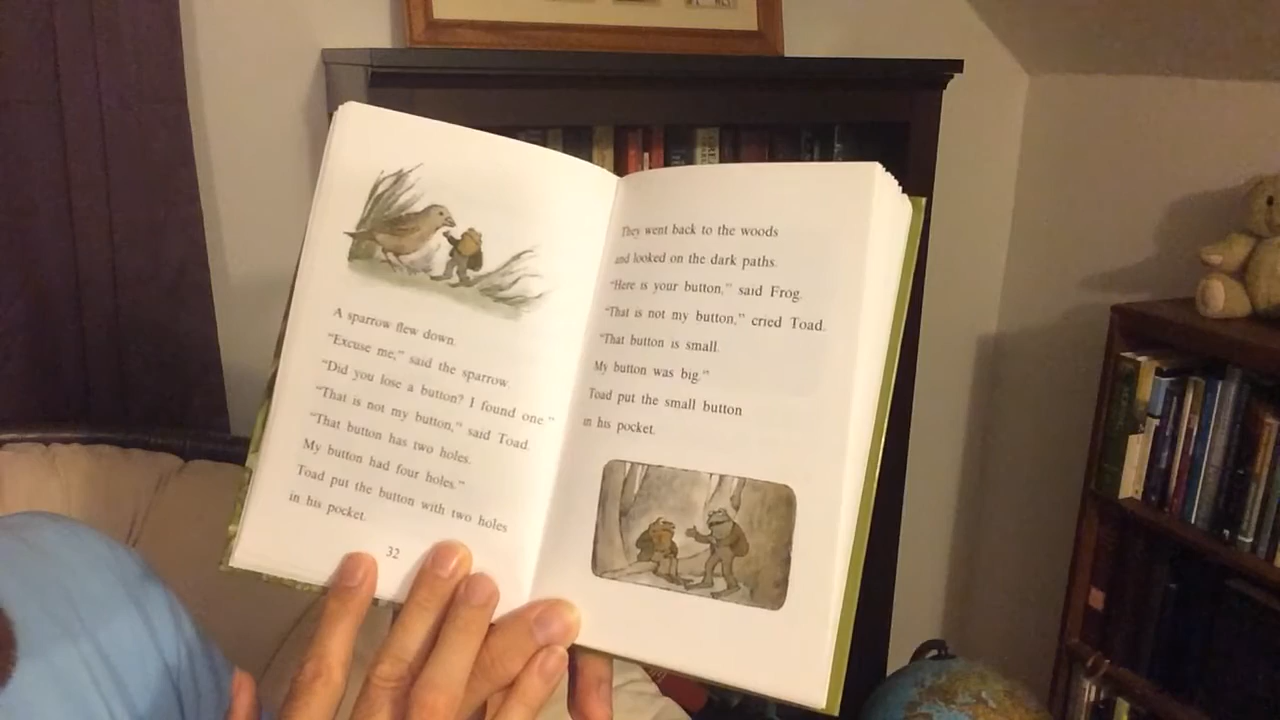 A sparrow flew down.
"Excuse me," said the sparrow.
"Did you lose a button? I found one."
"That is not my button," said Toad.
"That button has two holes.
My button had four holes."
Toad put the button with two holes
in his pocket.
32
They went back to the woods
and looked on the dark paths.
"Here is your button," said Frog.
"That is not my button," cried Toad.
"That button is small.
My button was big."
Toad put the small button
in his pocket.